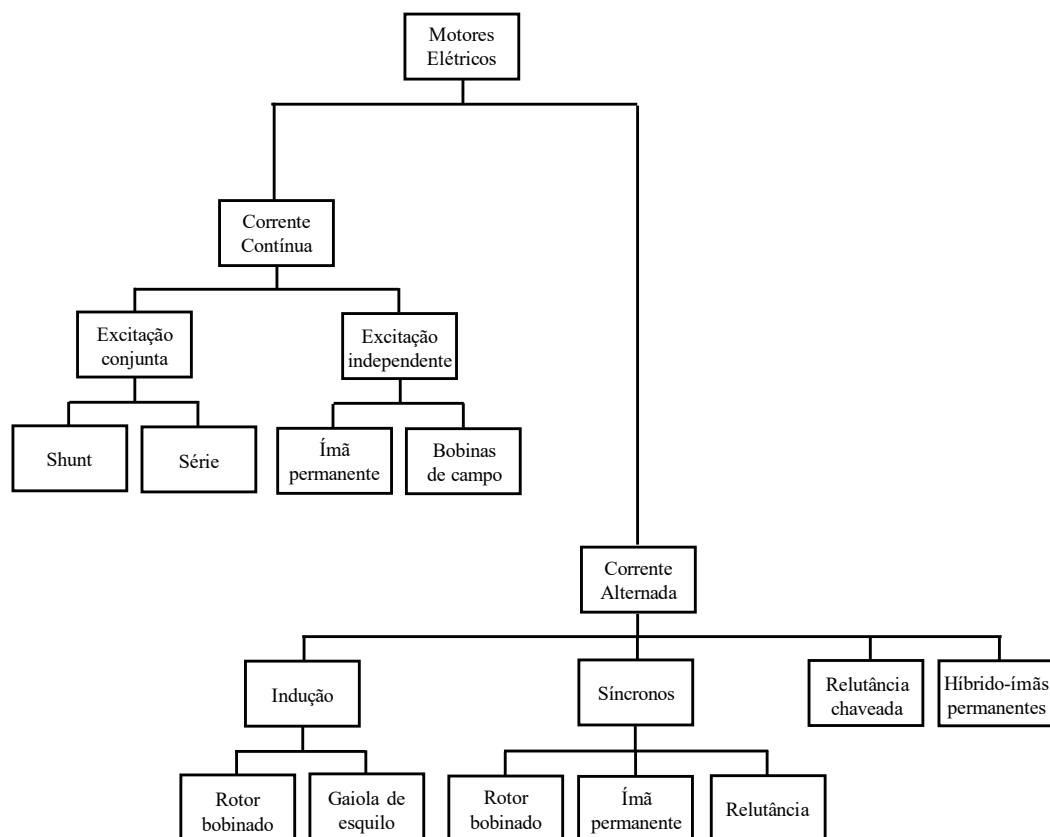 Motores
Elétricos
Corrente
Contínua
Excitação
conjunta
Excitação
independente
Shunt
Série
Ímã
permanente
Bobinas
de campo
Corrente
Alternada
Indução
Síncronos
Relutância
chaveada
Híbrido-ímãs
permanentes
Rotor
bobinado
Gaiola de
esquilo
Rotor
bobinado
Ímã
permanente
Relutância